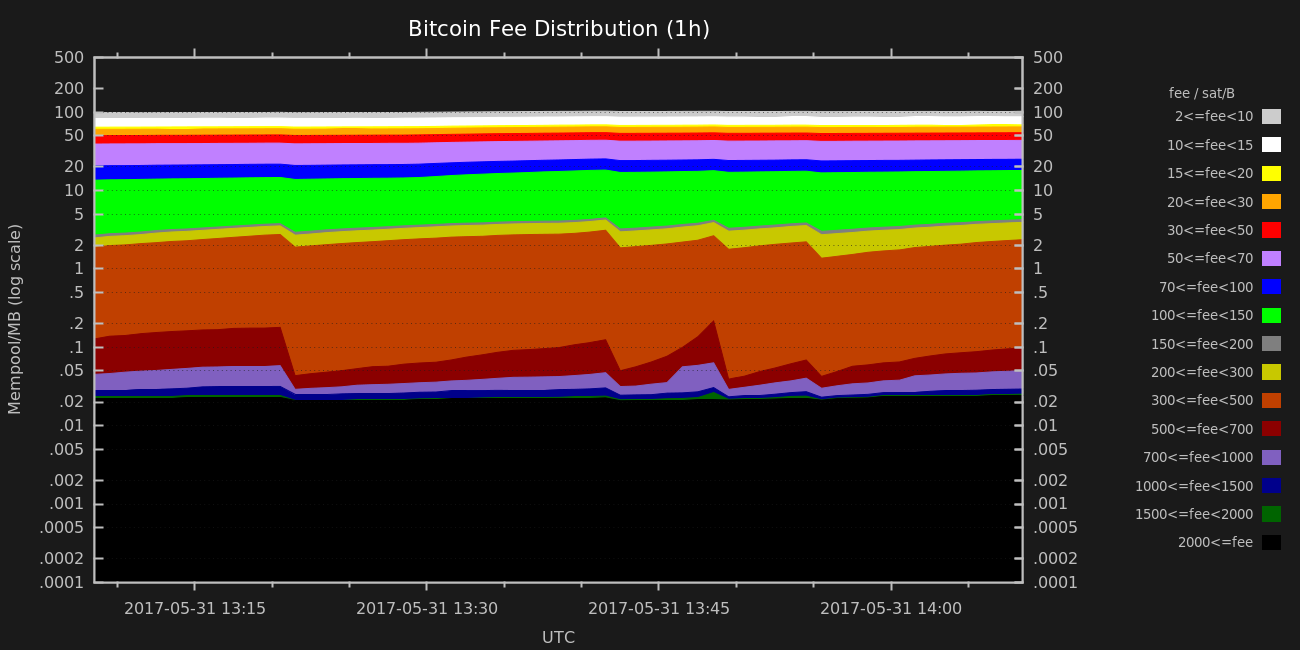 Bitcoin Fee Distribution (1h)
500 500
200 200
100 100
50 50
20 20
10 10
5 5
2 2
1 1
.5 .5
.2 .2
.1 .1
.05 .05
.02 .02
.01 .01
.005 .005
.002 .002
.001 .001
.0005 .0005
.0002 .0002
.0001 .0001
Mempool/MB (log scale)
2017-05-31 13:15 2017-05-31 13:30 2017-05-31 13:45 2017-05-31 14:00
UTC
fee / sat/B
2<=fee<10
10<=fee<15
15<=fee<20
20<=fee<30
30<=fee<50
50<=fee<70
70<=fee<100
100<=fee<150
150<=fee<200
200<=fee<300
300<=fee<500
500<=fee<700
700<=fee<1000
1000<=fee<1500
1500<=fee<2000
2000<=fee